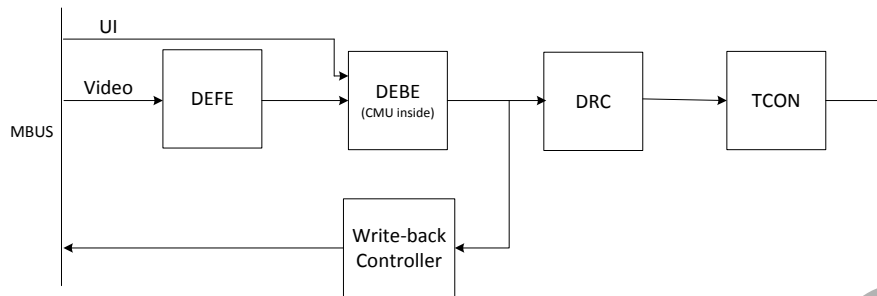 UI
Video
MBUS
DEFE
DEBE
(CMU inside)
DRC
TCON
Write-back
Controller